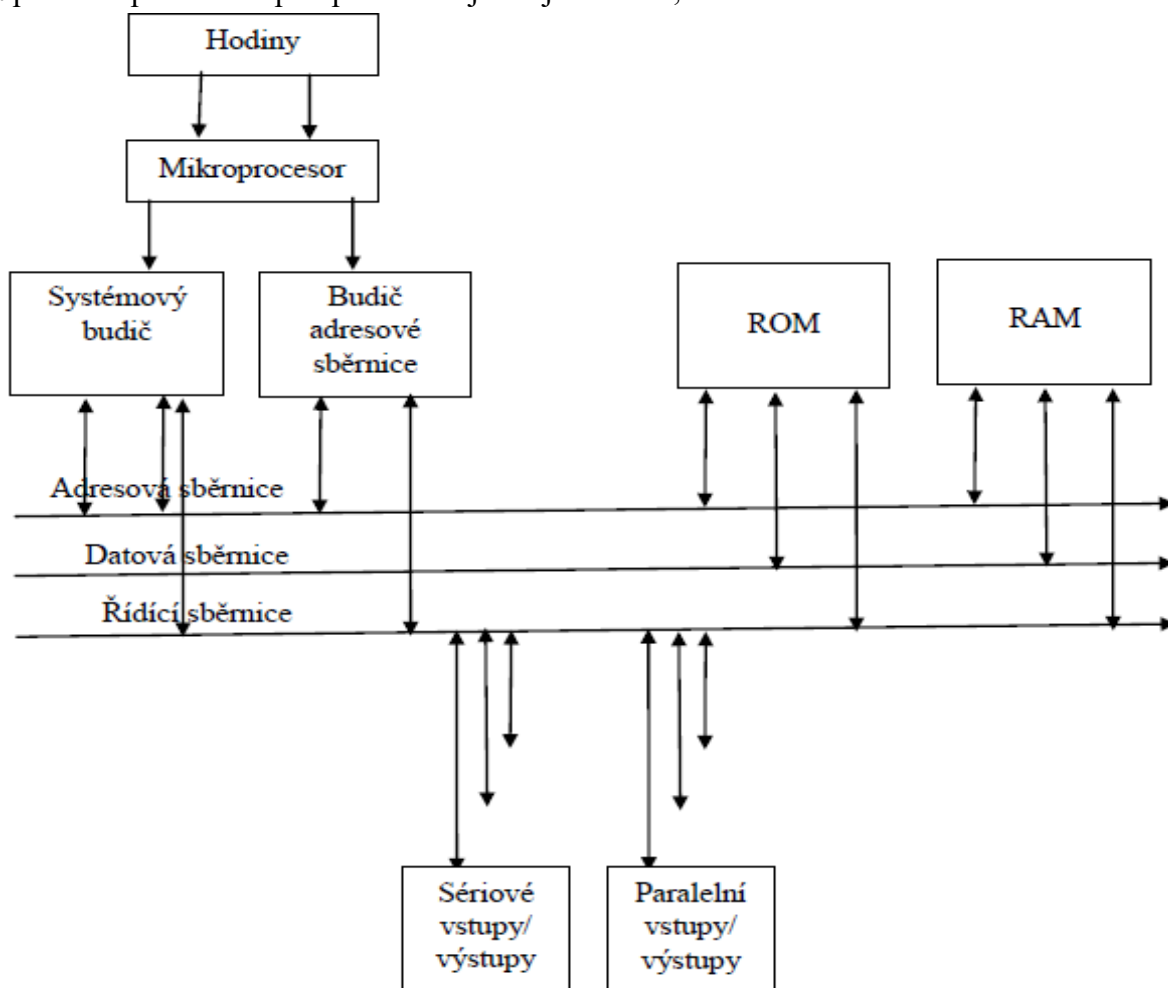 Hodiny
Mikroprocesor
Systémový
budič
Budič
adresové
sběrnice
ROM
RAM
Adresová sběrnice
Datová sběrnice
Řídící sběrnice
Sériové
vstupy/
výstupy
Paralelní
vstupy/
výstupy